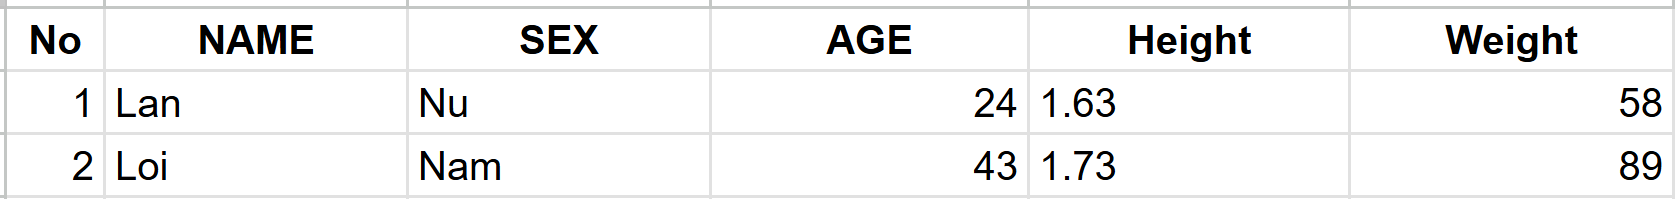 No NAME SEX AGE Height Weight
1 Lan Nu 24 1.63 58
2 Loi Nam 43 1.73 89